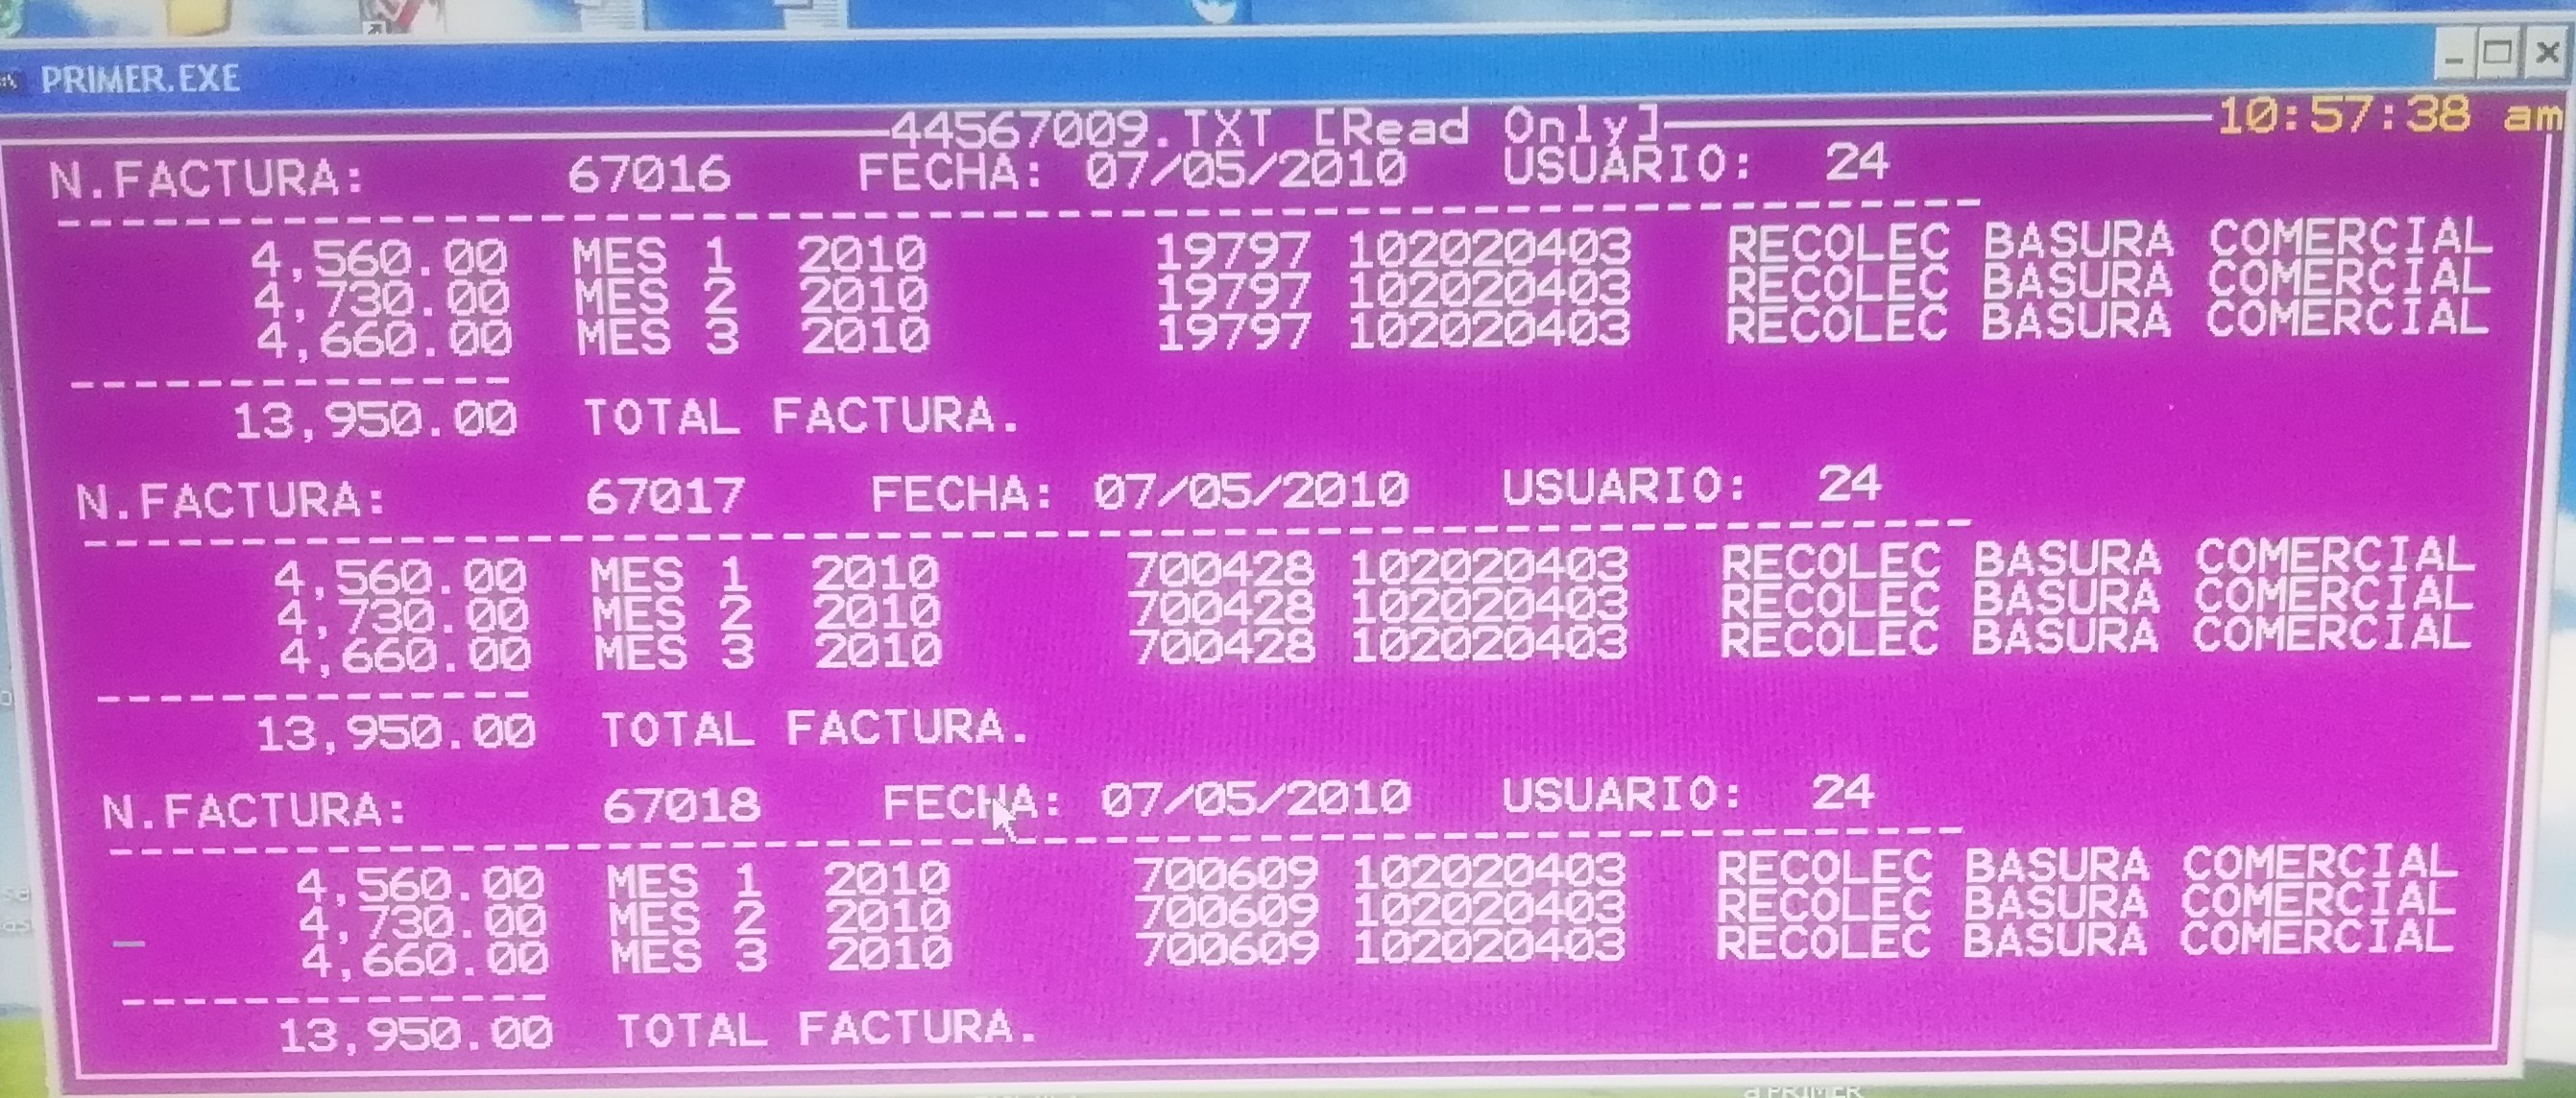 PRIMER.EXE
44567009.TXT [Read Only] 10:57:38 am
N.FACTURA: 67016 FECHA: 07/05/2010 USUARIO: 24
4,560.00 MES 1 2010 19797 102020403 RECOLEC BASURA COMERCIAL
4,730.00 MES 2 2010 19797 102020403 RECOLEC BASURA COMERCIAL
4,660.00 MES 3 2010 19797 102020403 RECOLEC BASURA COMERCIAL
13,950.00 TOTAL FACTURA.
N.FACTURA: 67017 FECHA: 07/05/2010 USUARIO: 24
4,560.00 MES 1 2010 700428 102020403 RECOLEC BASURA COMERCIAL
4,730.00 MES 2 2010 700428 102020403 RECOLEC BASURA COMERCIAL
4,660.00 MES 3 2010 700428 102020403 RECOLEC BASURA COMERCIAL
13,950.00 TOTAL FACTURA.
N.FACTURA: 67018 FECHA: 07/05/2010 USUARIO: 24
4,560.00 MES 1 2010 700609 102020403 RECOLEC BASURA COMERCIAL
4,730.00 MES 2 2010 700609 102020403 RECOLEC BASURA COMERCIAL
4,660.00 MES 3 2010 700609 102020403 RECOLEC BASURA COMERCIAL
13,950.00 TOTAL FACTURA.
a PRIMER